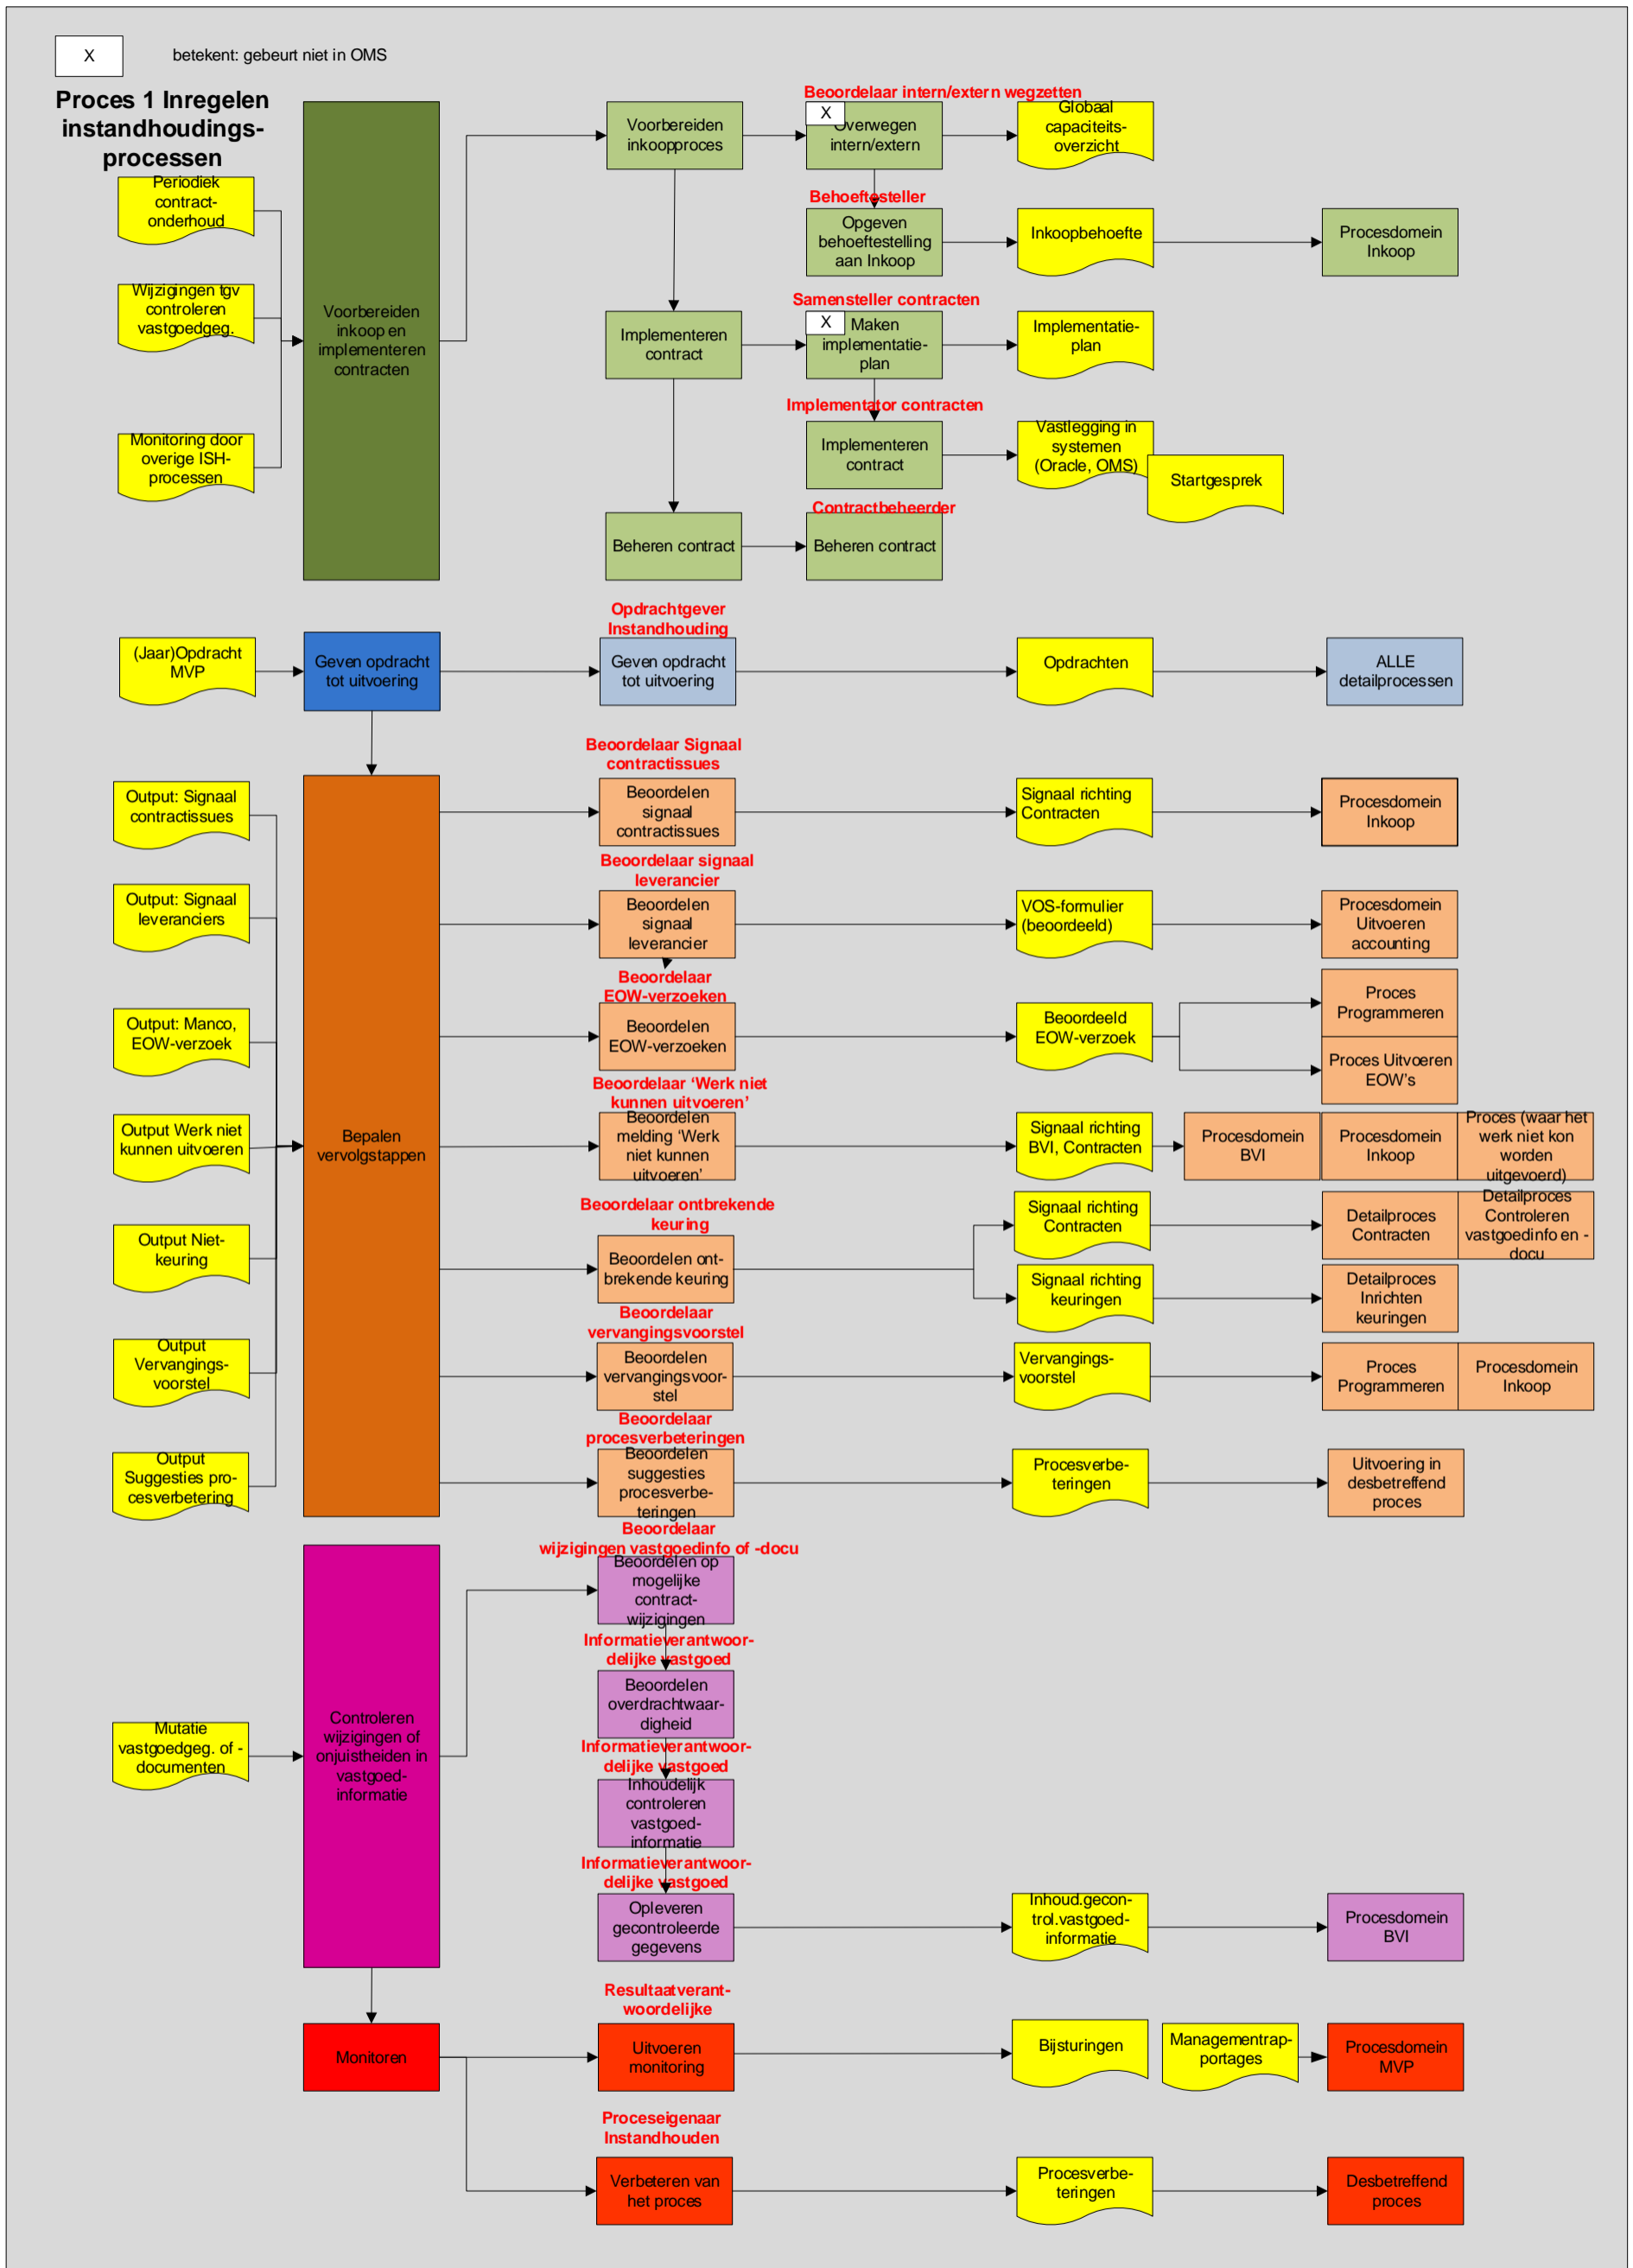 X
betekent: gebeurt niet in OMS
Proces 1 Inregelen
instandhoudings-
processen
Periodiek
contract-
onderhoud
Wijzigingen tgv
controleren
vastgoedgeg.
Monitoring door
overige ISH-
processen
Voorbereiden
inkoop en
implementeren
contracten
Voorbereiden
inkoopproces
Beoordelaar intern/extern wegzetten
X
Overwegen
intern/extern
Globaal
capaciteits-
overzicht
Behoeftesteller
Opgeven
behoeftestelling
aan Inkoop
Inkoopbehoefte
Procesdomein
Inkoop
Implementeren
contract
Samensteller contracten
X
Maken
implementatie-
plan
Implementatie-
plan
Implementator contracten
Implementeren
contract
Vastlegging in
systemen
(Oracle, OMS)
Startgesprek
Beheren contract
Contractbeheerder
Beheren contract
(Jaar)Opdracht
MVP
Geven opdracht
tot uitvoering
Opdrachtgever
Instandhouding
Geven opdracht
tot uitvoering
Opdrachten
ALLE
detailprocessen
Output: Signaal
contractissues
Output: Signaal
leveranciers
Output: Manco,
EOW-verzoek
Output Werk niet
kunnen uitvoeren
Output Niet-
keuring
Output
Vervangings-
voorstel
Output
Suggesties pro-
cesverbetering
Bepalen
vervolgstappen
Beoordelaar Signaal
contractissues
Beoordelen
signaal
contractissues
Signaal richting
Contracten
Procesdomein
Inkoop
Beoordelaar signaal
leverancier
Beoordelen
signaal
leverancier
VOS-formulier
(beoordeeld)
Procesdomein
Uitvoeren
accounting
Beoordelaar
EOW-verzoeken
Beoordelen
EOW-verzoeken
Beoordeeld
EOW-verzoek
Proces
Programmeren
Proces Uitvoeren
EOW's
Beoordelaar ‘Werk niet
kunnen uitvoeren’
Beoordelen
melding ‘Werk
niet kunnen
uitvoeren’
Signaal richting
BVI, Contracten
Procesdomein
BVI
Procesdomein
Inkoop
Proces (waar het
werk niet kon
worden
uitgevoerd)
Beoordelaar ontbrekende
keuring
Beoordelen ont-
brekende keuring
Signaal richting
Contracten
Detailproces
Contracten
Detailproces
Controleren
vastgoedinfo en -
docu
Signaal richting
keuringen
Detailproces
Inrichten
keuringen
Beoordelaar
vervangingsvoorstel
Beoordelen
vervangingsvoor-
stel
Vervangings-
voorstel
Proces
Programmeren
Procesdomein
Inkoop
Beoordelaar
procesverbeteringen
Beoordelen
suggesties
procesverbe-
teringen
Procesverbe-
teringen
Uitvoering in
desbetreffend
proces
Mutatie
vastgoedgeg. of -
documenten
Controleren
wijzigingen of
onjuistheiden in
vastgoed-
informatie
Beoordelaar
wijzigingen vastgoedinfo of -docu
Beoordelen op
mogelijke
contract-
wijzigingen
Informatieverantwoor-
delijke vastgoed
Beoordelen
overdrachtwaar-
digheid
Informatieverantwoor-
delijke vastgoed
Inhoudelijk
controleren
vastgoed-
informatie
Informatieverantwoor-
delijke vastgoed
Opleveren
gecontroleerde
gegevens
Inhoud.gecon-
trol.vastgoed-
informatie
Procesdomein
BVI
Monitoren
Resultaatverant-
woordelijke
Uitvoeren
monitoring
Bijsturingen
Managementrap-
portages
Procesdomein
MVP
Proceseigenaar
Instandhouden
Verbeteren van
het proces
Procesverbe-
teringen
Desbetreffend
proces